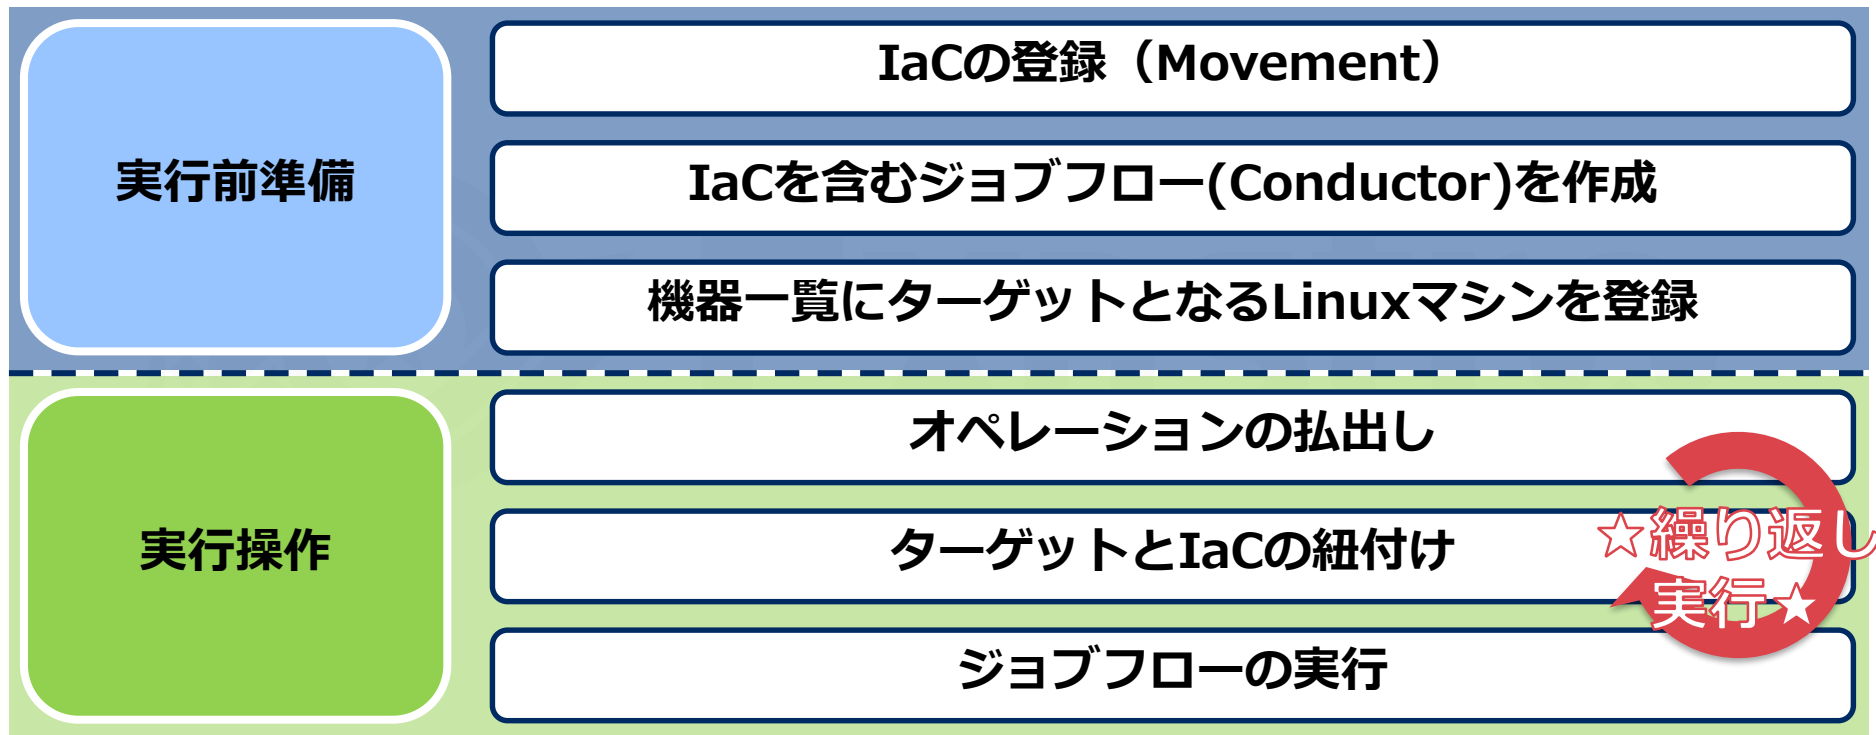 実行前準備
IaCの登録（Movement）
IaCを含むジョブフロー(Conductor)を作成
機器一覧にターゲットとなるLinuxマシンを登録
実行操作
オペレーションの払出し
ターゲットとIaCの紐付け
ジョブフローの実行
☆繰り返し
実行★